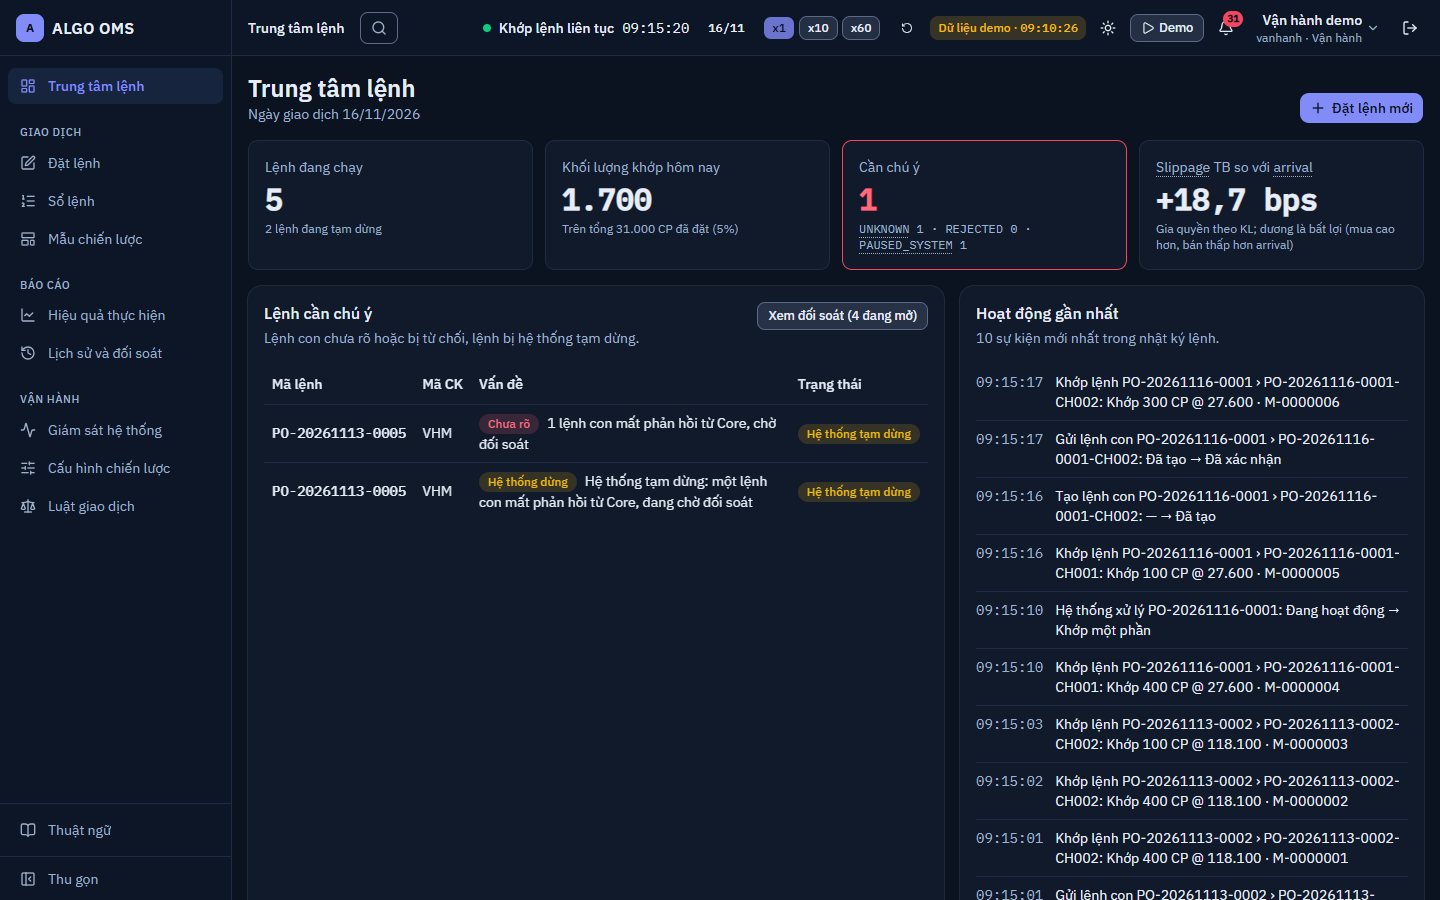 A ALGO OMS
Trung tâm lệnh
GIAO DỊCH
Đặt lệnh
Sổ lệnh
Mẫu chiến lược
BÁO CÁO
Hiệu quả thực hiện
Lịch sử và đối soát
VẬN HÀNH
Giám sát hệ thống
Cấu hình chiến lược
Luật giao dịch
Thuật ngữ
Thu gọn
Trung tâm lệnh
Khớp lệnh liên tục 09:15:20 16/11 x1 x10 x60
Dữ liệu demo · 09:10:26
Demo
31
Vận hành demo
vanhanh · Vận hành
Trung tâm lệnh
Ngày giao dịch 16/11/2026
Đặt lệnh mới
Lệnh đang chạy
5
2 lệnh đang tạm dừng
Khối lượng khớp hôm nay
1.700
Trên tổng 31.000 CP đã đặt (5%)
Cần chú ý
1
UNKNOWN 1 · REJECTED 0 ·
PAUSED_SYSTEM 1
Slippage TB so với arrival
+18,7 bps
Gia quyền theo KL; dương là bất lợi (mua cao
hơn, bán thấp hơn arrival)
Lệnh cần chú ý
Lệnh con chưa rõ hoặc bị từ chối, lệnh bị hệ thống tạm dừng.
Xem đối soát (4 đang mở)
Mã lệnh Mã CK Vấn đề Trạng thái
PO-20261113-0005 VHM Chưa rõ 1 lệnh con mất phản hồi từ Core, chờ
đối soát
Hệ thống tạm dừng
PO-20261113-0005 VHM Hệ thống dừng Hệ thống tạm dừng: một lệnh
con mất phản hồi từ Core, đang chờ đối soát
Hệ thống tạm dừng
Hoạt động gần nhất
10 sự kiện mới nhất trong nhật ký lệnh.
09:15:17 Khớp lệnh PO-20261116-0001 › PO-20261116-0001-
CH002: Khớp 300 CP @ 27.600 · M-0000006
09:15:17 Gửi lệnh con PO-20261116-0001 › PO-20261116-
0001-CH002: Đã tạo → Đã xác nhận
09:15:16 Tạo lệnh con PO-20261116-0001 › PO-20261116-
0001-CH002: — → Đã tạo
09:15:16 Khớp lệnh PO-20261116-0001 › PO-20261116-0001-
CH001: Khớp 100 CP @ 27.600 · M-0000005
09:15:10 Hệ thống xử lý PO-20261116-0001: Đang hoạt động →
Khớp một phần
09:15:10 Khớp lệnh PO-20261116-0001 › PO-20261116-0001-
CH001: Khớp 400 CP @ 27.600 · M-0000004
09:15:03 Khớp lệnh PO-20261113-0002 › PO-20261113-0002-
CH002: Khớp 100 CP @ 118.100 · M-0000003
09:15:02 Khớp lệnh PO-20261113-0002 › PO-20261113-0002-
CH002: Khớp 400 CP @ 118.100 · M-0000002
09:15:01 Khớp lệnh PO-20261113-0002 › PO-20261113-0002-
CH002: Khớp 400 CP @ 118.100 · M-0000001
09:15:01 Gửi lệnh con PO-20261113-0002 › PO-20261113-